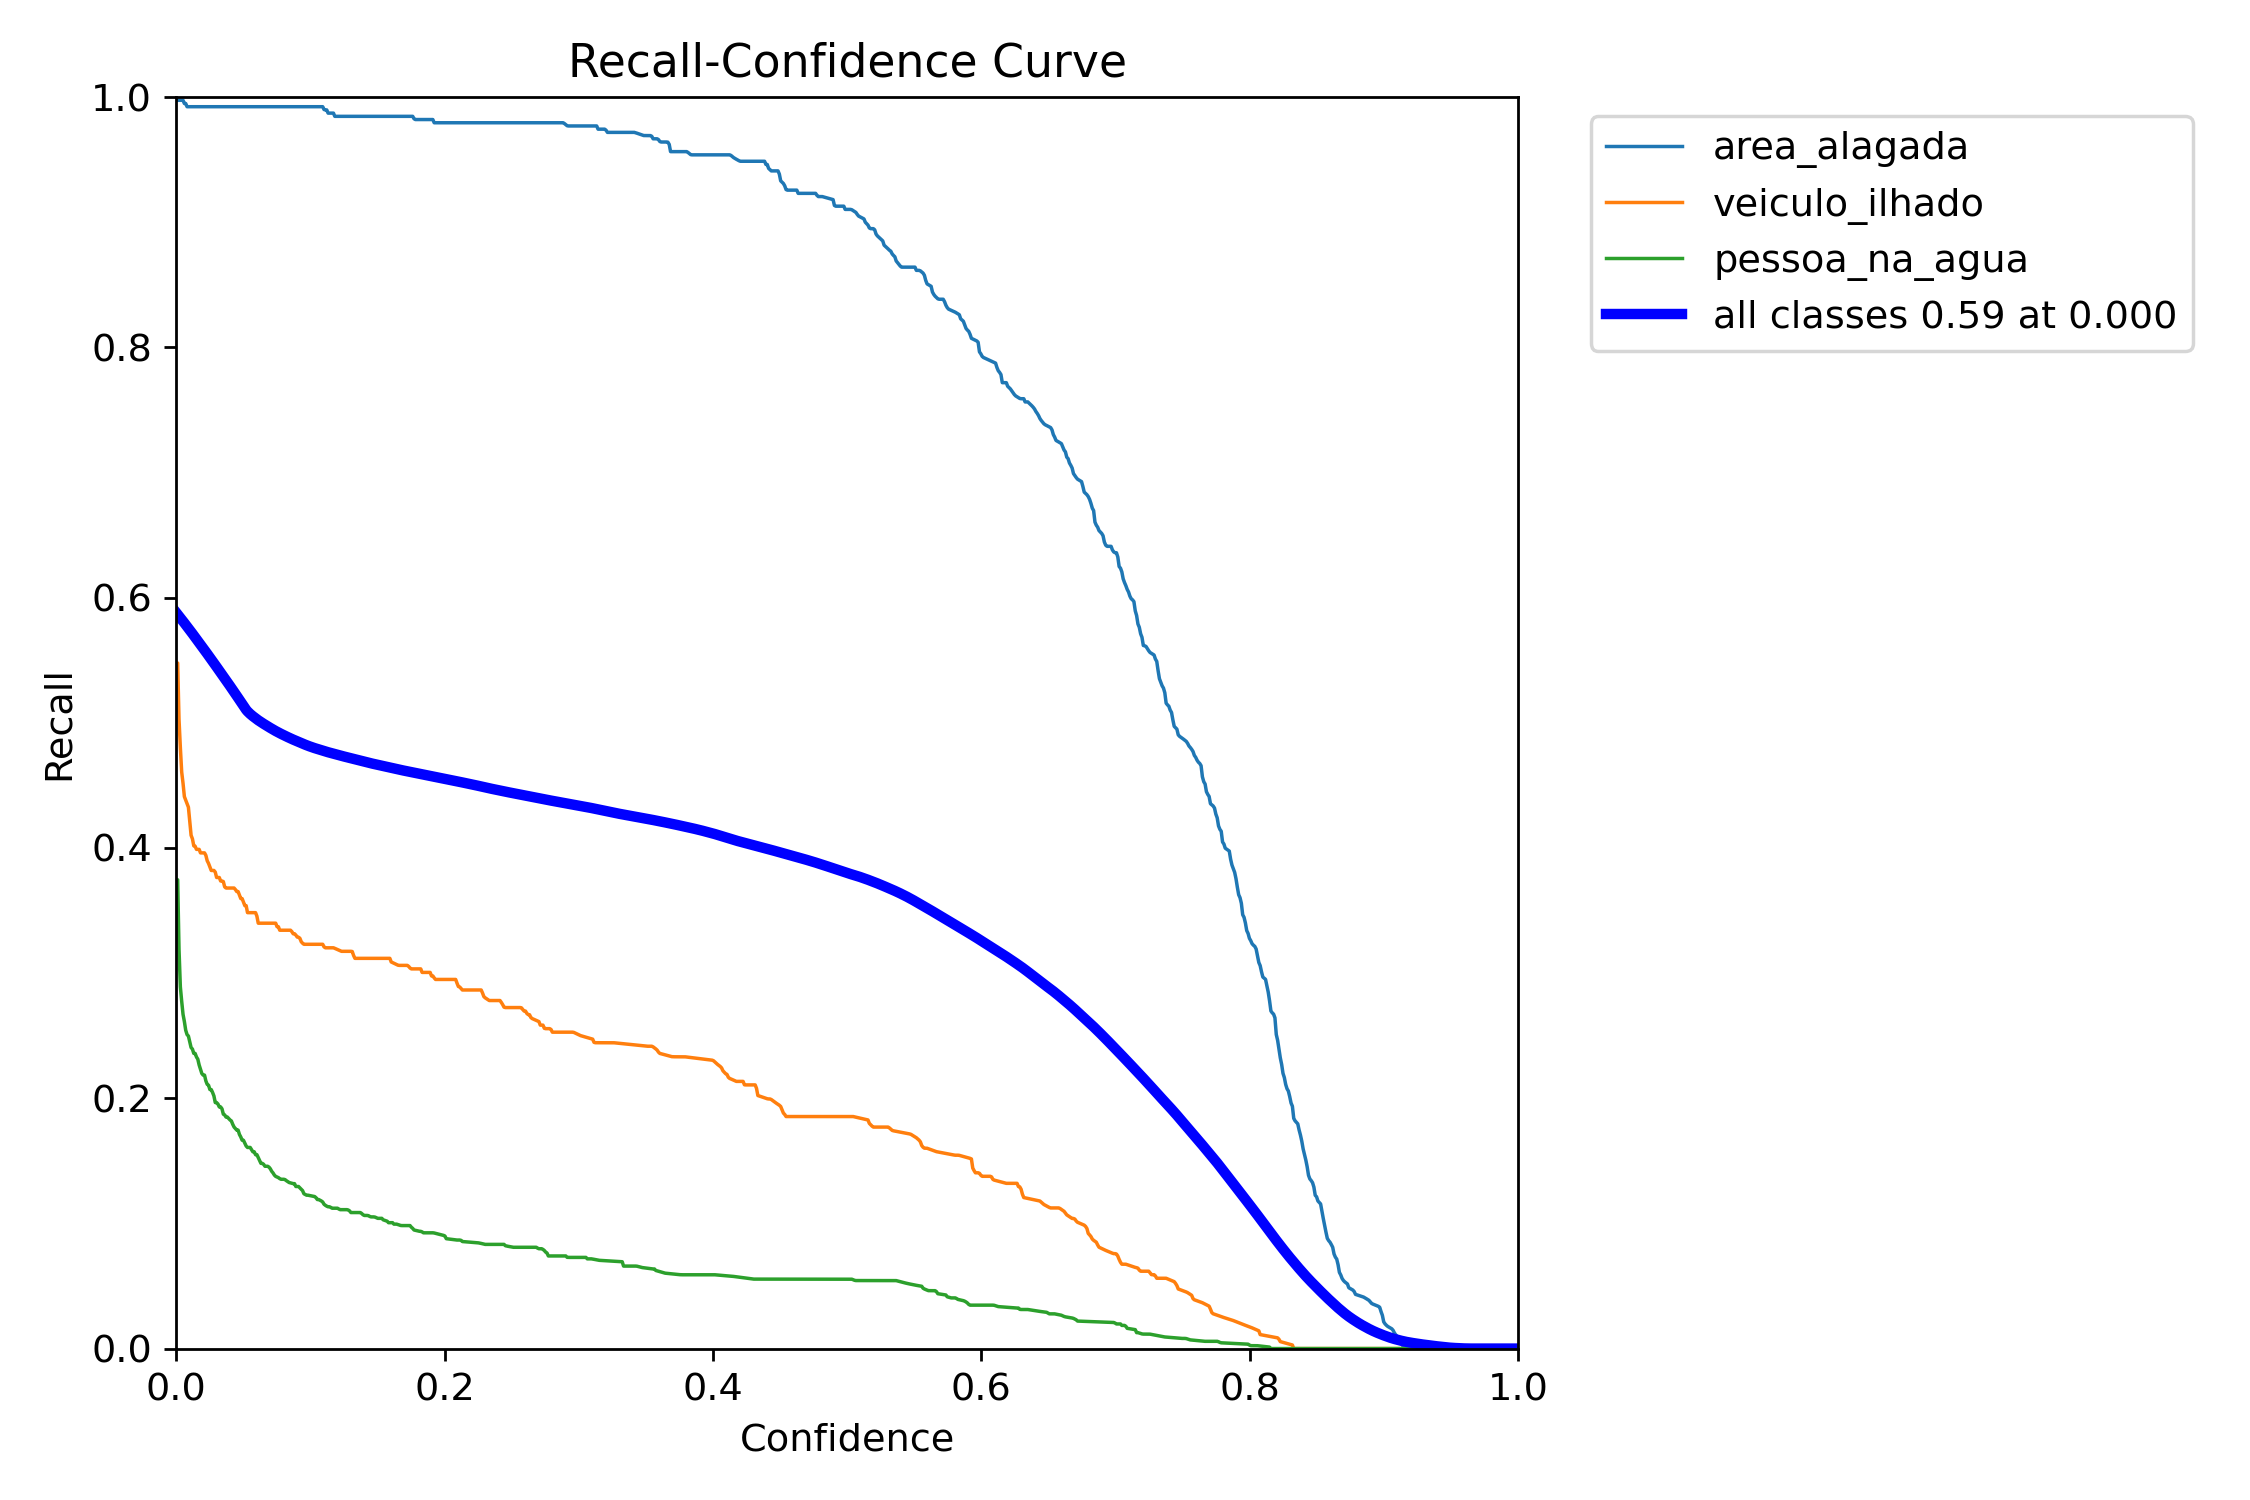 Recall-Confidence Curve
1.0
0.8
0.6
0.4
0.2
0.0
Recall
0.0 0.2 0.4 0.6 0.8 1.0
Confidence
area_alagada
veiculo_ilhado
pessoa_na_agua
all classes 0.59 at 0.000